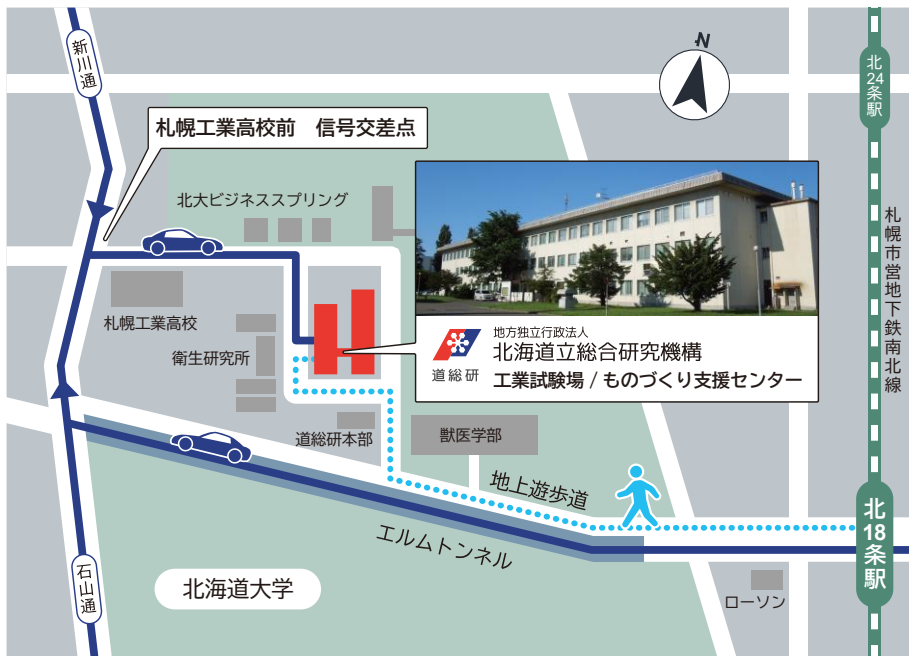 新川通
N
北24条駅
札幌工業高校前　信号交差点
北大ビジネススプリング
札幌市営地下鉄南北線
札幌工業高校
地方独立行政法人
北海道立総合研究機構
道総研
工業試験場 / ものづくり支援センター
衛生研究所
道総研本部
獣医学部
地上遊歩道
北18条駅
エルムトンネル
石山通
北海道大学
ローソン